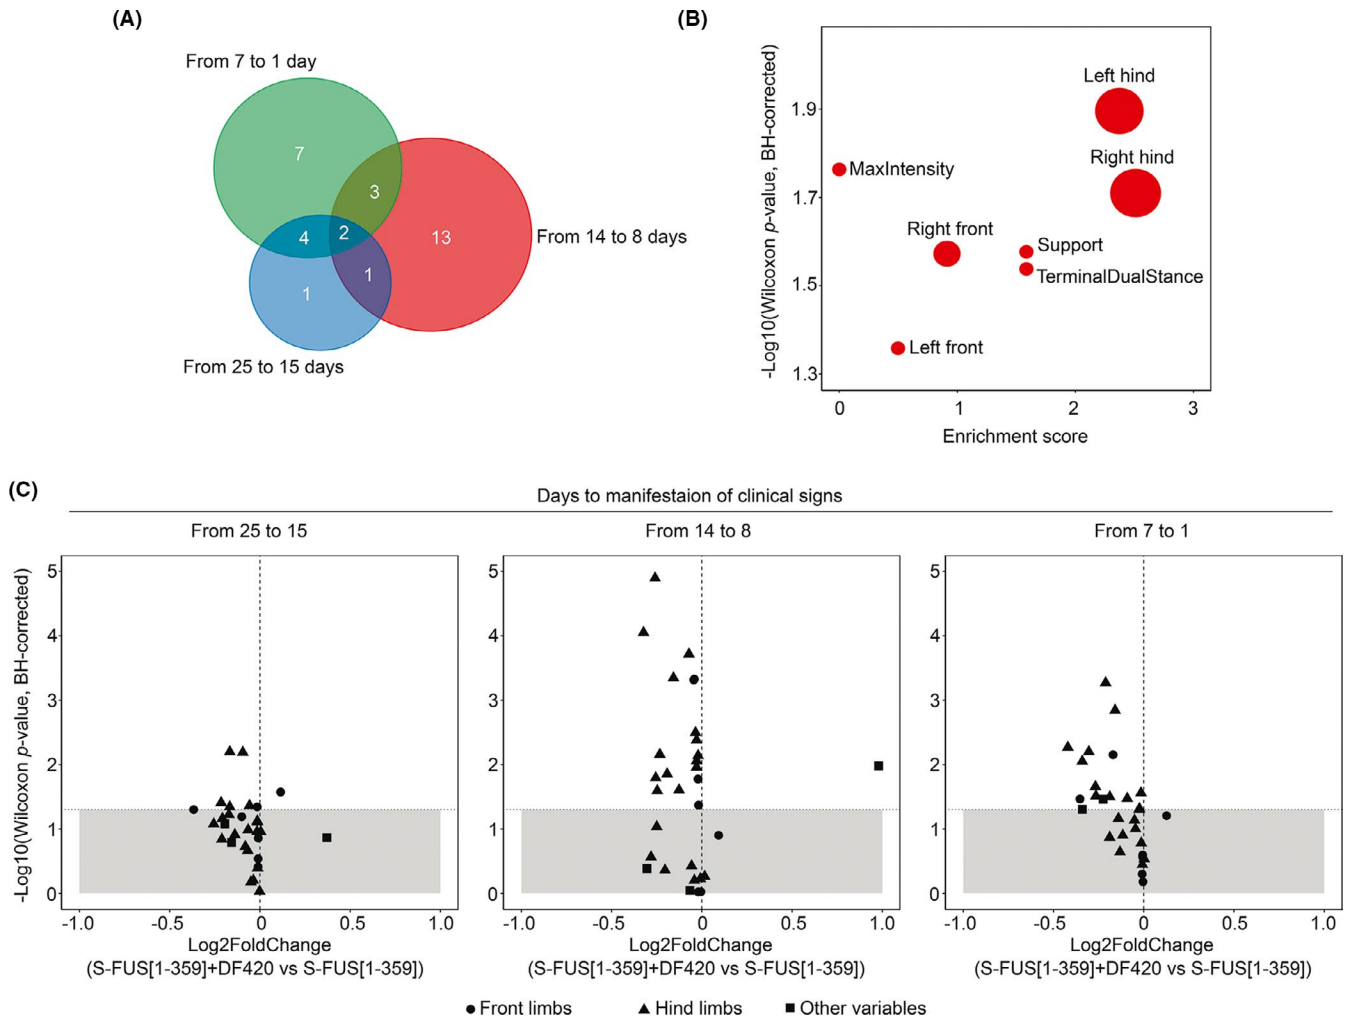 (A)
From 7 to 1 day
7
3
4
2
13
1
1
From 14 to 8 days
From 25 to 15 days
(B)
-Log10(Wilcoxon p-value, BH-corrected)
1.9
1.7
1.5
1.3
Left hind
Right hind
MaxIntensity
Right front
Support
TerminalDualStance
Left front
0 1 2 3
Enrichment score
(C)
Days to manifestaion of clinical signs
From 25 to 15
From 14 to 8
From 7 to 1
-Log10(Wilcoxon p-value, BH-corrected)
5
4
3
2
1
0
-1.0 -0.5 0 0.5 1.0
Log2FoldChange
(S-FUS[1-359]+DF420 vs S-FUS[1-359])
5
4
3
2
1
0
-1.0 -0.5 0 0.5 1.0
Log2FoldChange
(S-FUS[1-359]+DF420 vs S-FUS[1-359])
5
4
3
2
1
0
-1.0 -0.5 0 0.5 1.0
Log2FoldChange
(S-FUS[1-359]+DF420 vs S-FUS[1-359])
Front limbs Hind limbs Other variables